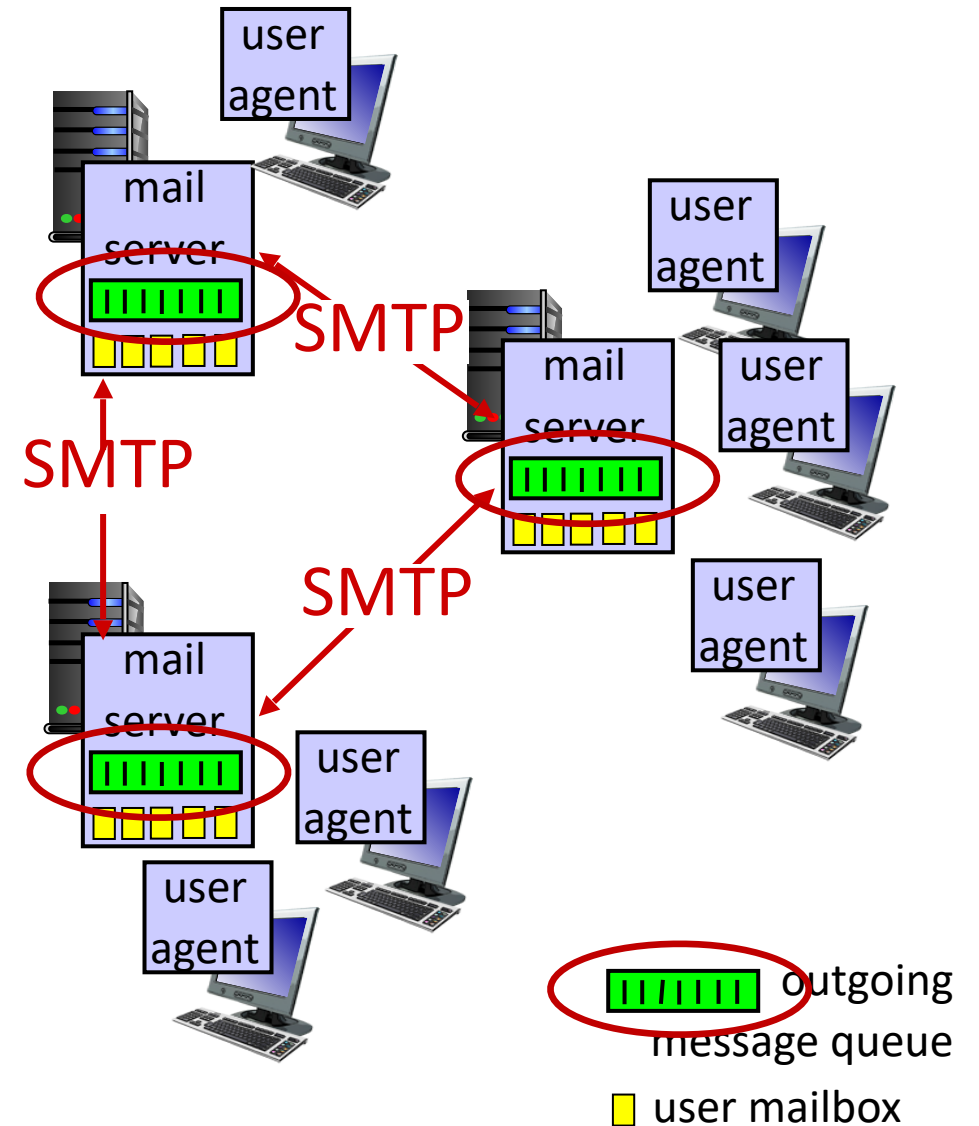 user
agent
mail
server
user
agent
SMTP
mail
server
user
agent
SMTP
SMTP
user
agent
mail
server
user
agent
user
agent
outgoing
message queue
user mailbox